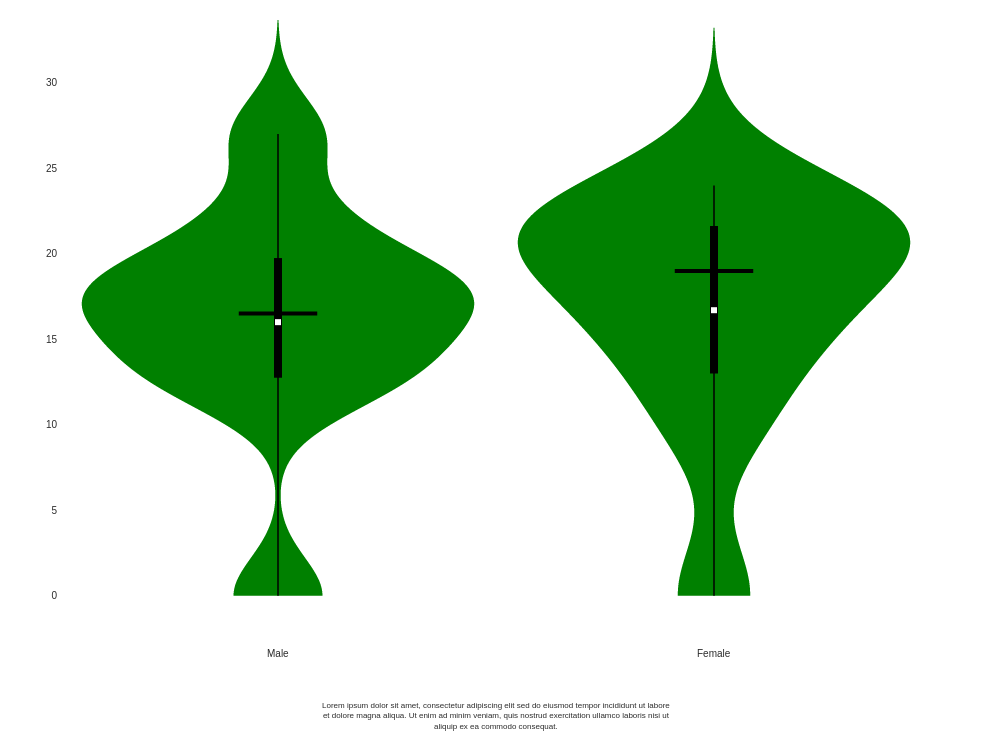 30
25
20
15
10
5
0
Male Female
Lorem ipsum dolor sit amet, consectetur adipiscing elit sed do eiusmod tempor incididunt ut labore
et dolore magna aliqua. Ut enim ad minim veniam, quis nostrud exercitation ullamco laboris nisi ut
aliquip ex ea commodo consequat.